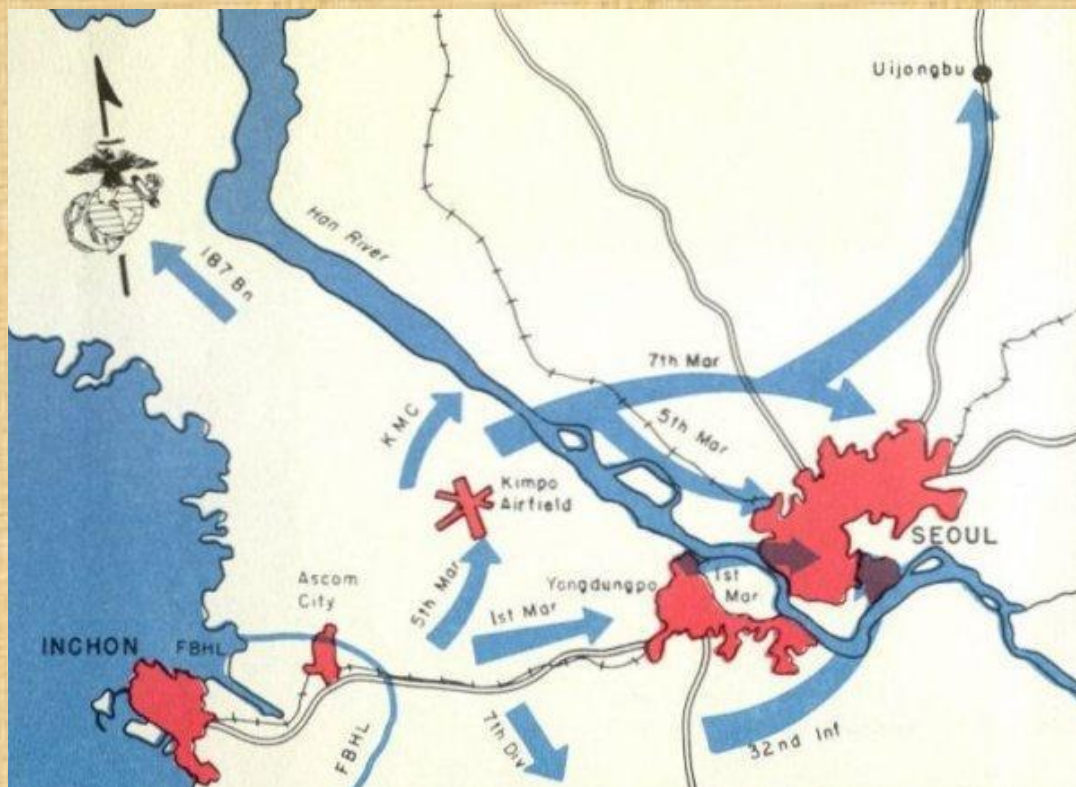 Uijongbu
Han River
187 Bn
7th Mar
KMC
5th Mar
Kimpo
Airfield
SEOUL
Ascom
City
Yongdungpo
1st
Mar
5th Mar
1st Mar
INCHON
FBHL
FBHL
7th Div
32nd Inf